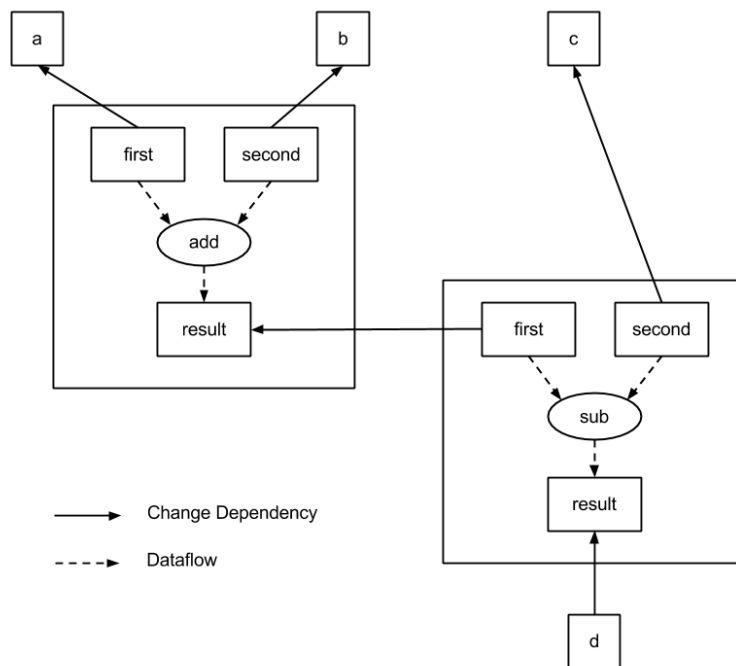 a
b
c
first
second
add
result
first
second
sub
result
Change Dependency
Dataflow
d